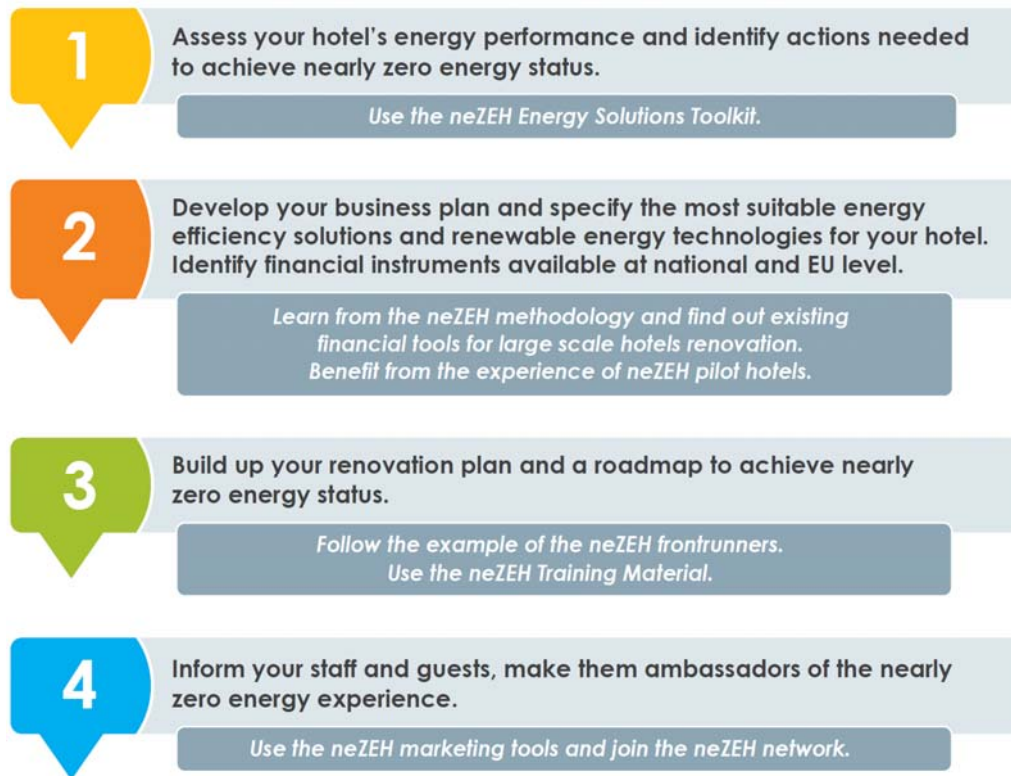 1
Assess your hotel's energy performance and identify actions needed
to achieve nearly zero energy status.
Use the neZEH Energy Solutions Toolkit.
2
Develop your business plan and specify the most suitable energy
efficiency solutions and renewable energy technologies for your hotel.
Identify financial instruments available at national and EU level.
Learn from the neZEH methodology and find out existing
financial tools for large scale hotels renovation.
Benefit from the experience of neZEH pilot hotels.
3
Build up your renovation plan and a roadmap to achieve nearly
zero energy status.
Follow the example of the neZEH frontrunners.
Use the neZEH Training Material.
4
Inform your staff and guests, make them ambassadors of the nearly
zero energy experience.
Use the neZEH marketing tools and join the neZEH network.